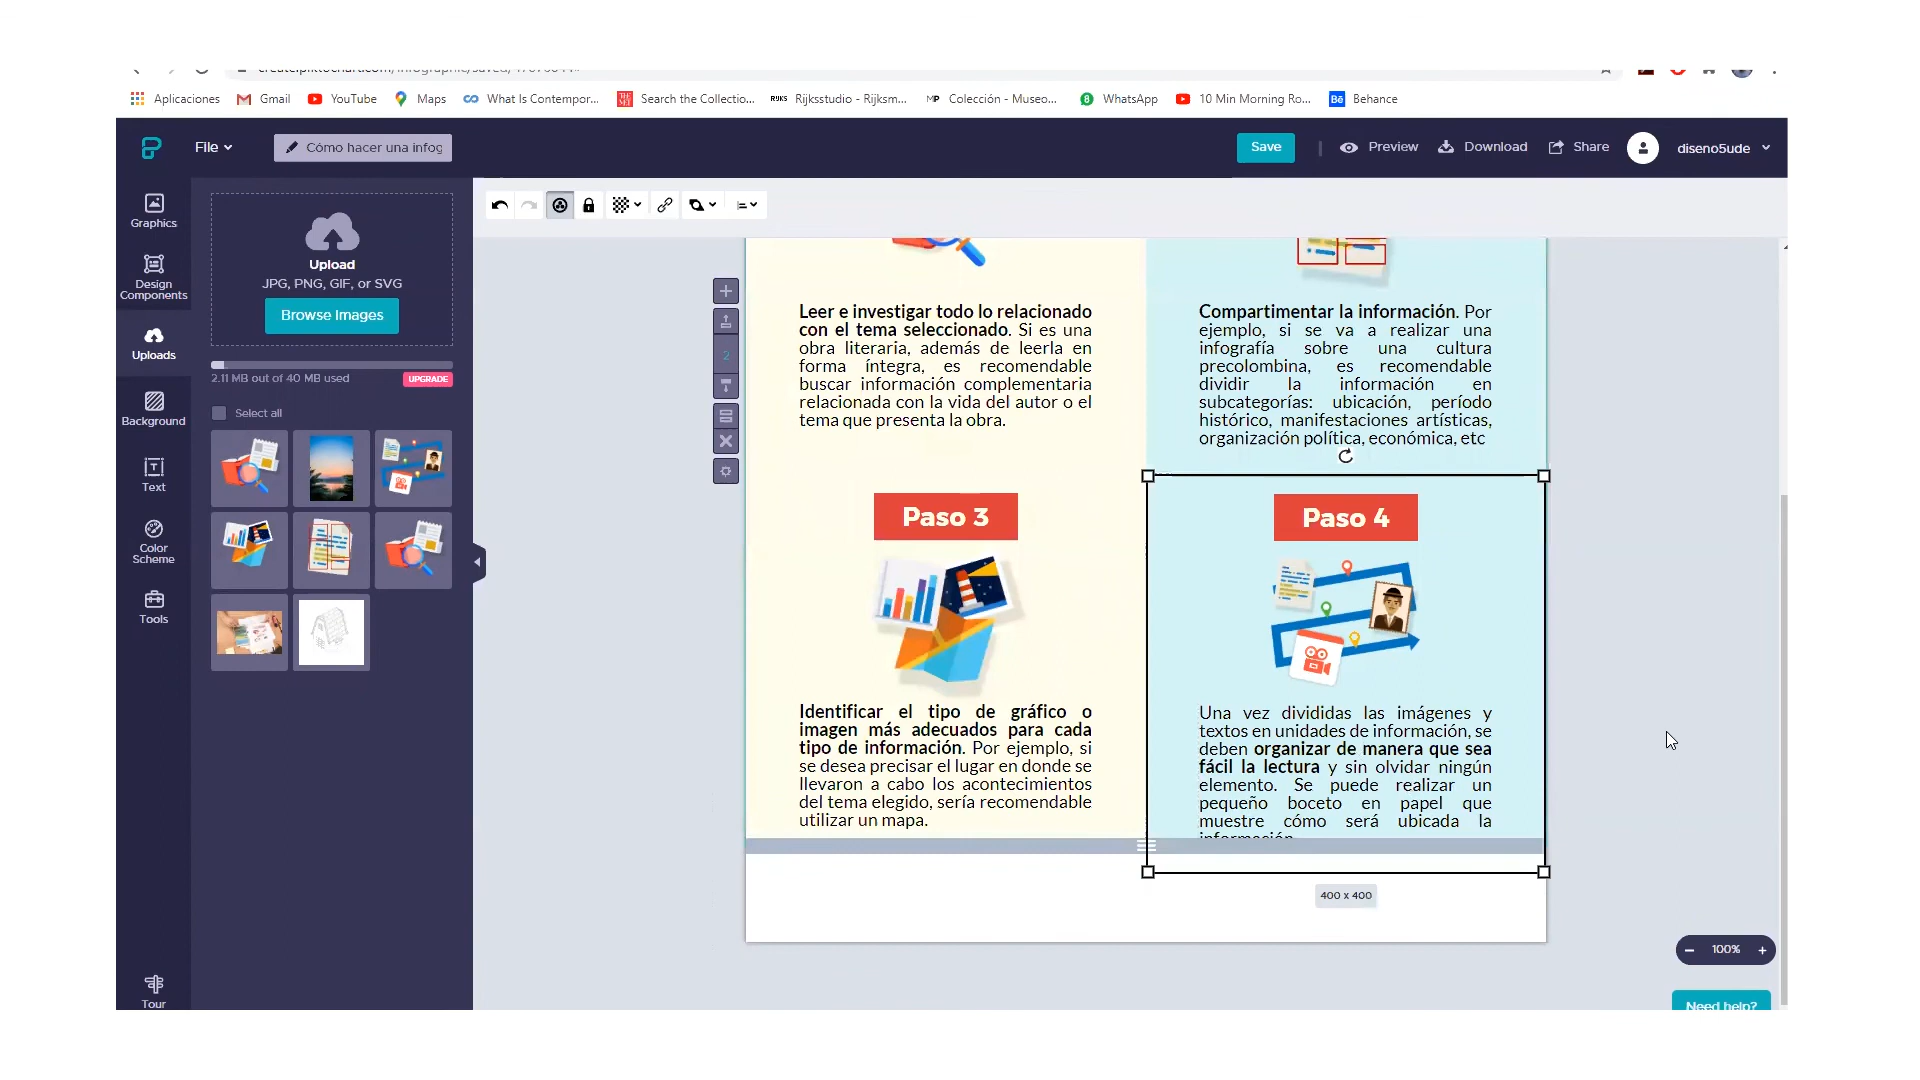 Aplicaciones Gmail YouTube Maps What Is Contempor... Search the Collectio... RIJKS Rijksstudio - Rijksm... MP Colección - Museo... WhatsApp 10 Min Morning Ro... Bē Behance
File Cómo hacer una infog Save Preview Download Share diseno5ude
Graphics
Design
Components
Uploads
Background
Text
Color
Scheme
Tools
Tour
Upload
JPG, PNG, GIF, or SVG
Browse Images
2.11 MB out of 40 MB used UPGRADE
Select all
2
Leer e investigar todo lo relacionado
con el tema seleccionado. Si es una
obra literaria, además de leerla en
forma íntegra, es recomendable
buscar información complementaria
relacionada con la vida del autor o el
tema que presenta la obra.
Compartimentar la información. Por
ejemplo, si se va a realizar una
infografía sobre una cultura
precolombina, es recomendable
dividir la información en
subcategorías: ubicación, período
histórico, manifestaciones artísticas,
organización política, económica, etc
Paso 3
Identificar el tipo de gráfico o
imagen más adecuados para cada
tipo de información. Por ejemplo, si
se desea precisar el lugar en donde se
llevaron a cabo los acontecimientos
del tema elegido, sería recomendable
utilizar un mapa.
Paso 4
Una vez divididas las imágenes y
textos en unidades de información, se
deben organizar de manera que sea
fácil la lectura y sin olvidar ningún
elemento. Se puede realizar un
pequeño boceto en papel que
muestre cómo será ubicada la
información.
400 x 400
100%
Need help?